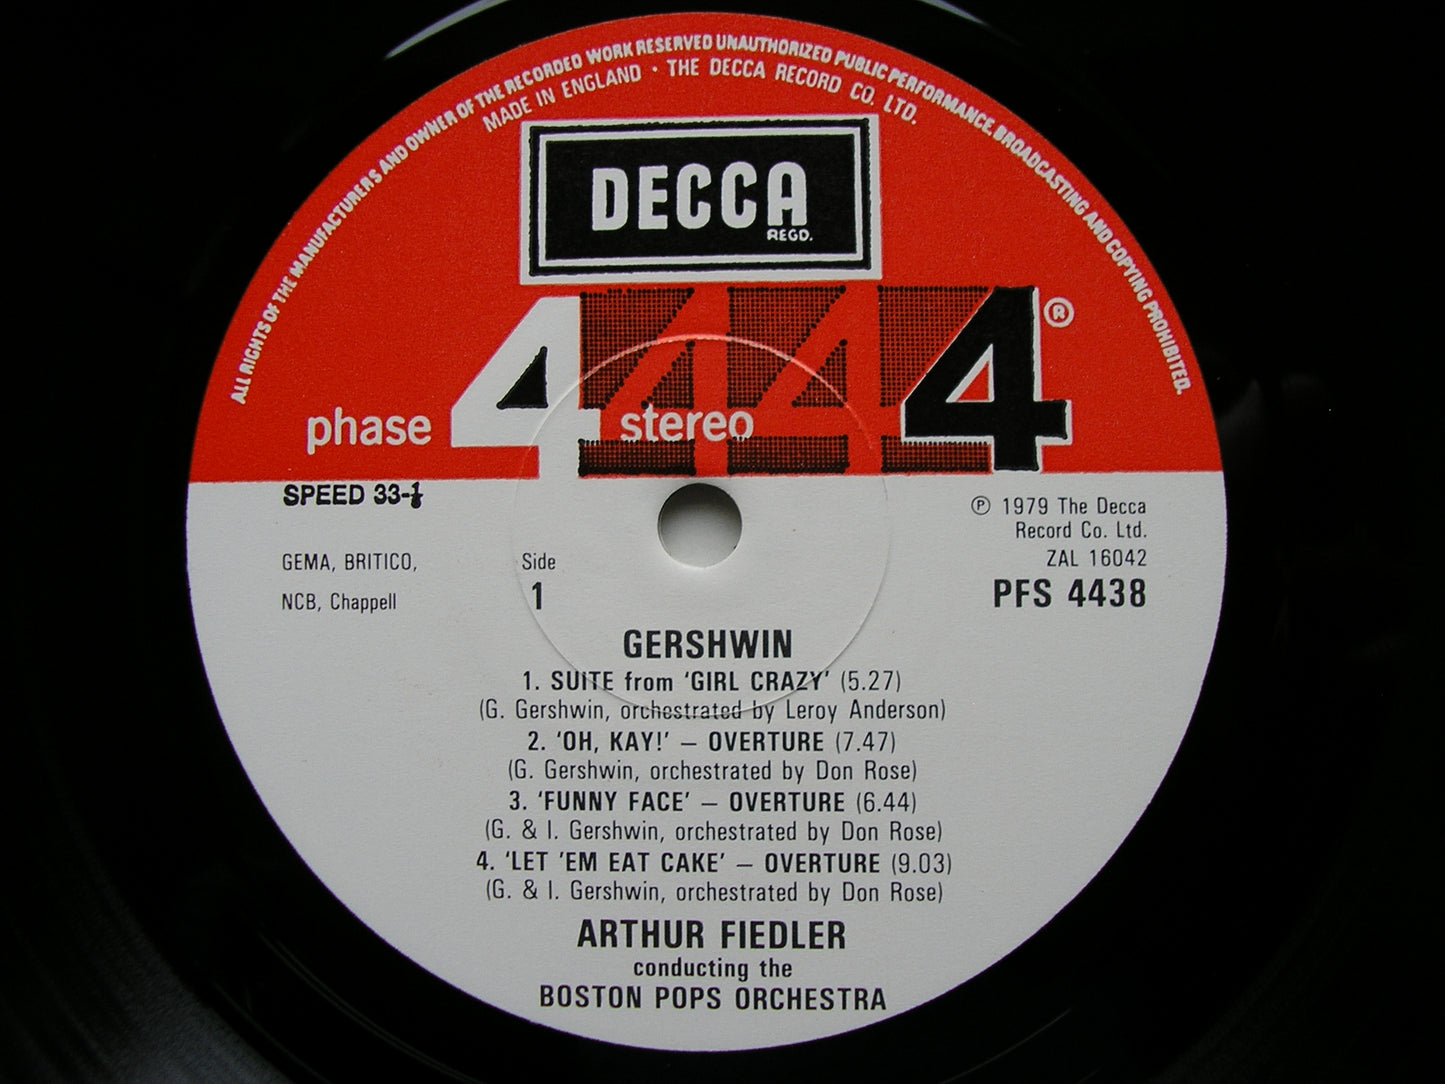 ALL RIGHTS OF THE MANUFACTURERS AND OWNER OF THE RECORDED WORK RESERVED UNAUTHORIZED PUBLIC PERFORMANCE, BROADCASTING AND COPYING PROHIBITED.
MADE IN ENGLAND · THE DECCA RECORD CO. LTD.
DECCA
REGD.
4444®
phase 4 stereo
SPEED 33-⅓
℗ 1979 The Decca
Record Co. Ltd.
ZAL 16042
PFS 4438
GEMA, BRITICO,
NCB, Chappell
Side
1
GERSHWIN
1. SUITE from ‘GIRL CRAZY’ (5.27)
(G. Gershwin, orchestrated by Leroy Anderson)
2. ‘OH, KAY!’ – OVERTURE (7.47)
(G. Gershwin, orchestrated by Don Rose)
3. ‘FUNNY FACE’ – OVERTURE (6.44)
(G. & I. Gershwin, orchestrated by Don Rose)
4. ‘LET ’EM EAT CAKE’ – OVERTURE (9.03)
(G. & I. Gershwin, orchestrated by Don Rose)
ARTHUR FIEDLER
conducting the
BOSTON POPS ORCHESTRA